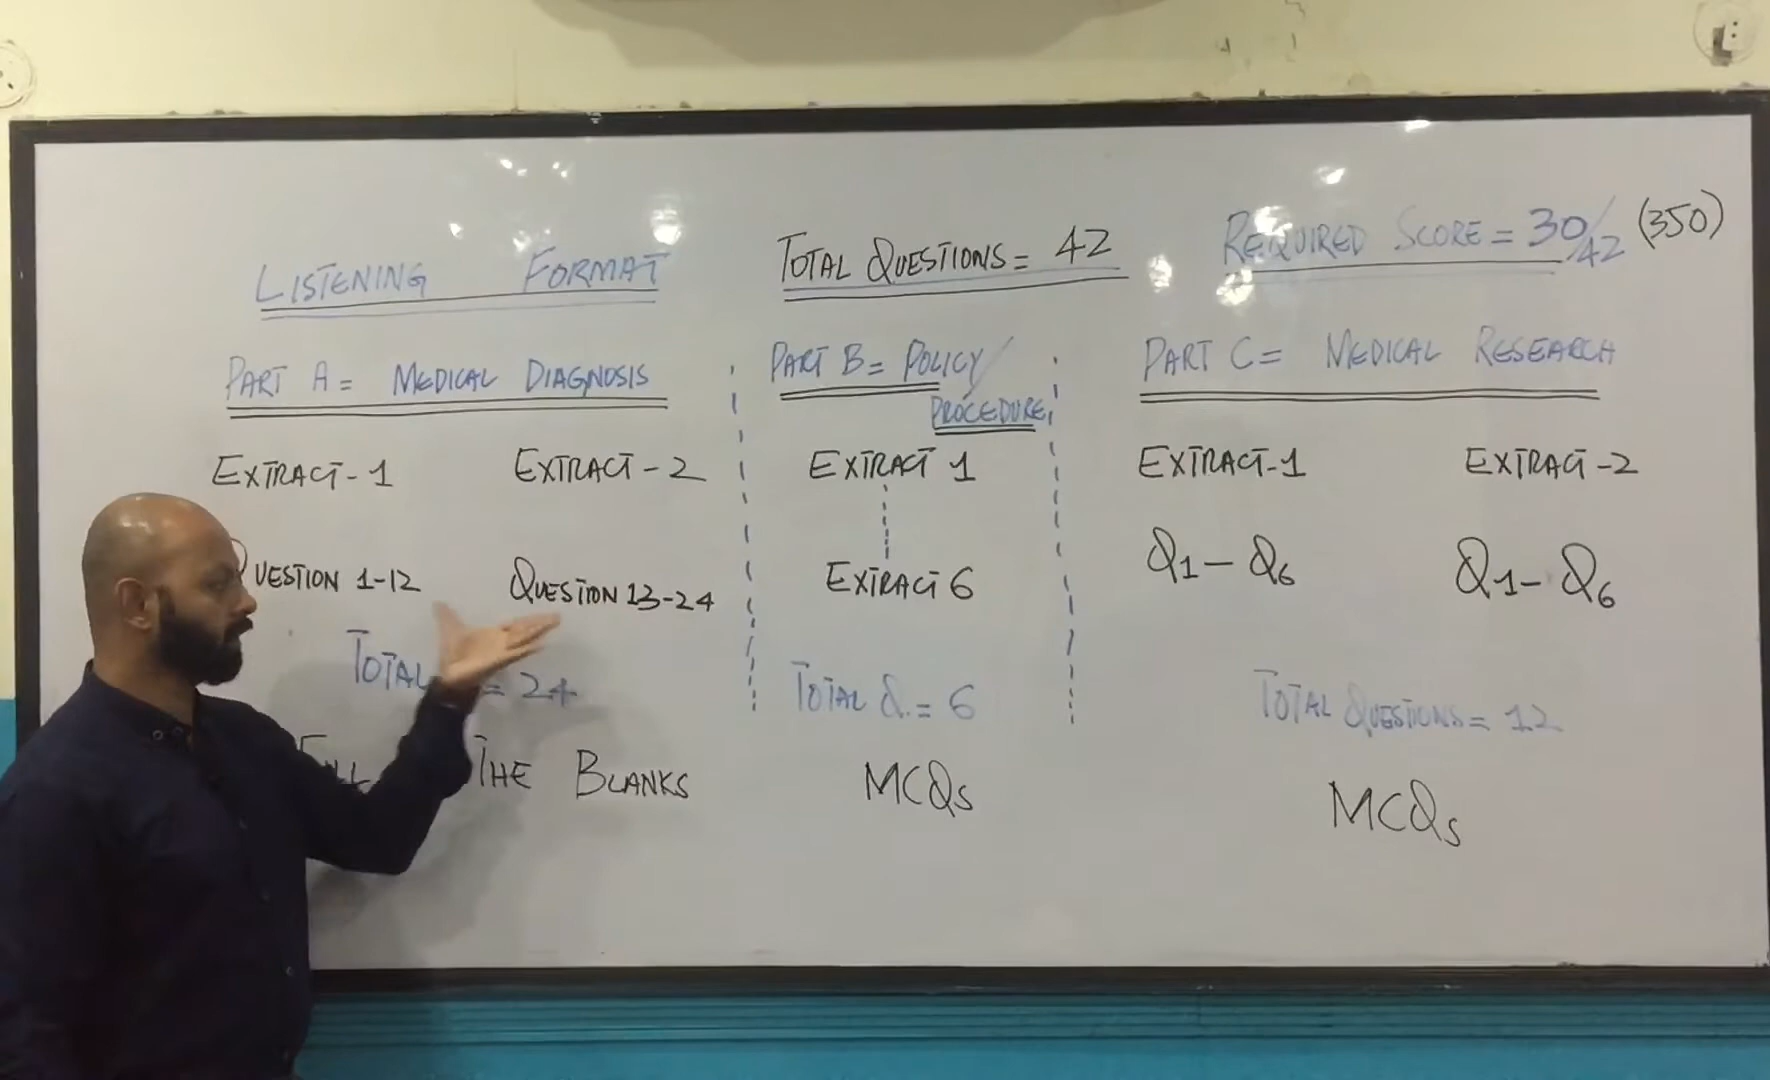 LISTENING FORMAT
TOTAL QUESTIONS = 42
REQUIRED SCORE = 30/42 (350)
PART A = MEDICAL DIAGNOSIS
EXTRACT-1 EXTRACT-2
QUESTION 1-12 QUESTION 13-24
TOTAL = 24
THE BLANKS
PART B = POLICY/
PROCEDURE
EXTRACT 1
EXTRACT 6
TOTAL Q. = 6
MCQs
PART C = MEDICAL RESEARCH
EXTRACT-1 EXTRACT-2
Q1-Q6 Q1-Q6
TOTAL QUESTIONS = 12
MCQs